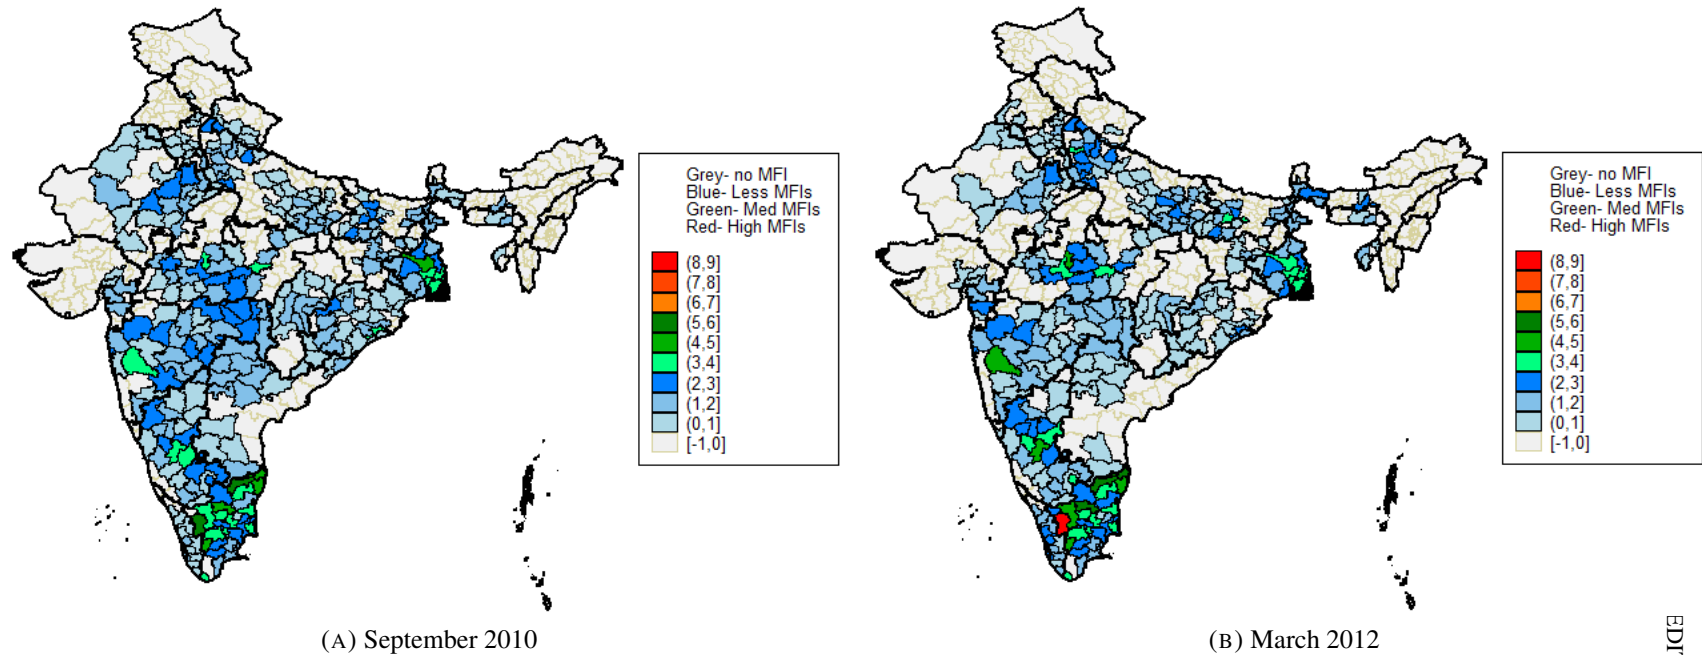 Grey- no MFI
Blue- Less MFIs
Green- Med MFIs
Red- High MFIs
(8,9]
(7,8]
(6,7]
(5,6]
(4,5]
(3,4]
(2,3]
(1,2]
(0,1]
[-1,0]
(A) September 2010
Grey- no MFI
Blue- Less MFIs
Green- Med MFIs
Red- High MFIs
(8,9]
(7,8]
(6,7]
(5,6]
(4,5]
(3,4]
(2,3]
(1,2]
(0,1]
[-1,0]
(B) March 2012